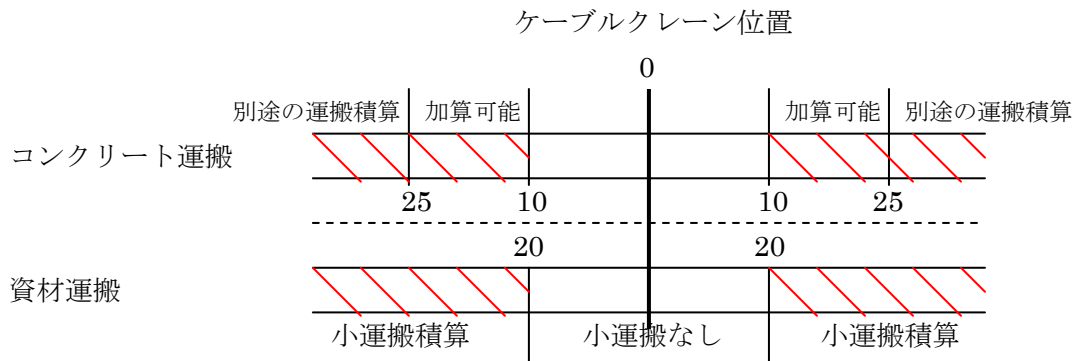 ケーブルクレーン位置
0
別途の運搬積算 加算可能 加算可能 別途の運搬積算
コンクリート運搬
25 10 10 25
20 20
資材運搬
小運搬積算 小運搬なし 小運搬積算